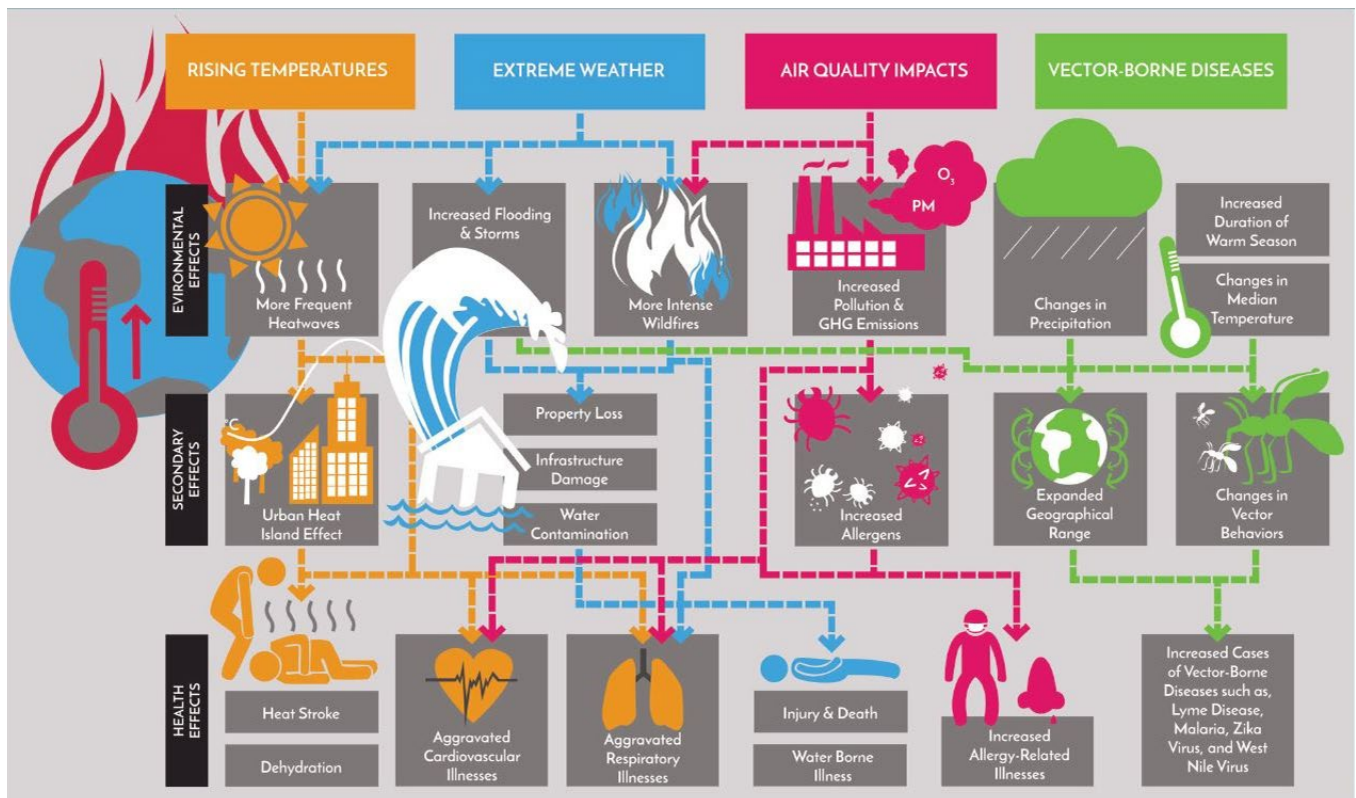 RISING TEMPERATURES
EXTREME WEATHER
AIR QUALITY IMPACTS
VECTOR-BORNE DISEASES
EVIRONMENTAL
EFFECTS
More Frequent
Heatwaves
Increased Flooding
& Storms
More Intense
Wildfires
O₃
PM
Increased
Pollution &
GHG Emissions
Changes in
Precipitation
Increased
Duration of
Warm Season
Changes in
Median
Temperature
SECONDARY
EFFECTS
°C
Urban Heat
Island Effect
Property Loss
Infrastructure
Damage
Water
Contamination
Increased
Allergens
Expanded
Geographical
Range
Changes in
Vector
Behaviors
HEALTH
EFFECTS
Heat Stroke
Dehydration
Aggravated
Cardiovascular
Illnesses
Aggravated
Respiratory
Illnesses
Injury & Death
Water Borne
Illness
Increased
Allergy-Related
Illnesses
Increased Cases
of Vector-Borne
Diseases such as,
Lyme Disease,
Malaria, Zika
Virus, and West
Nile Virus